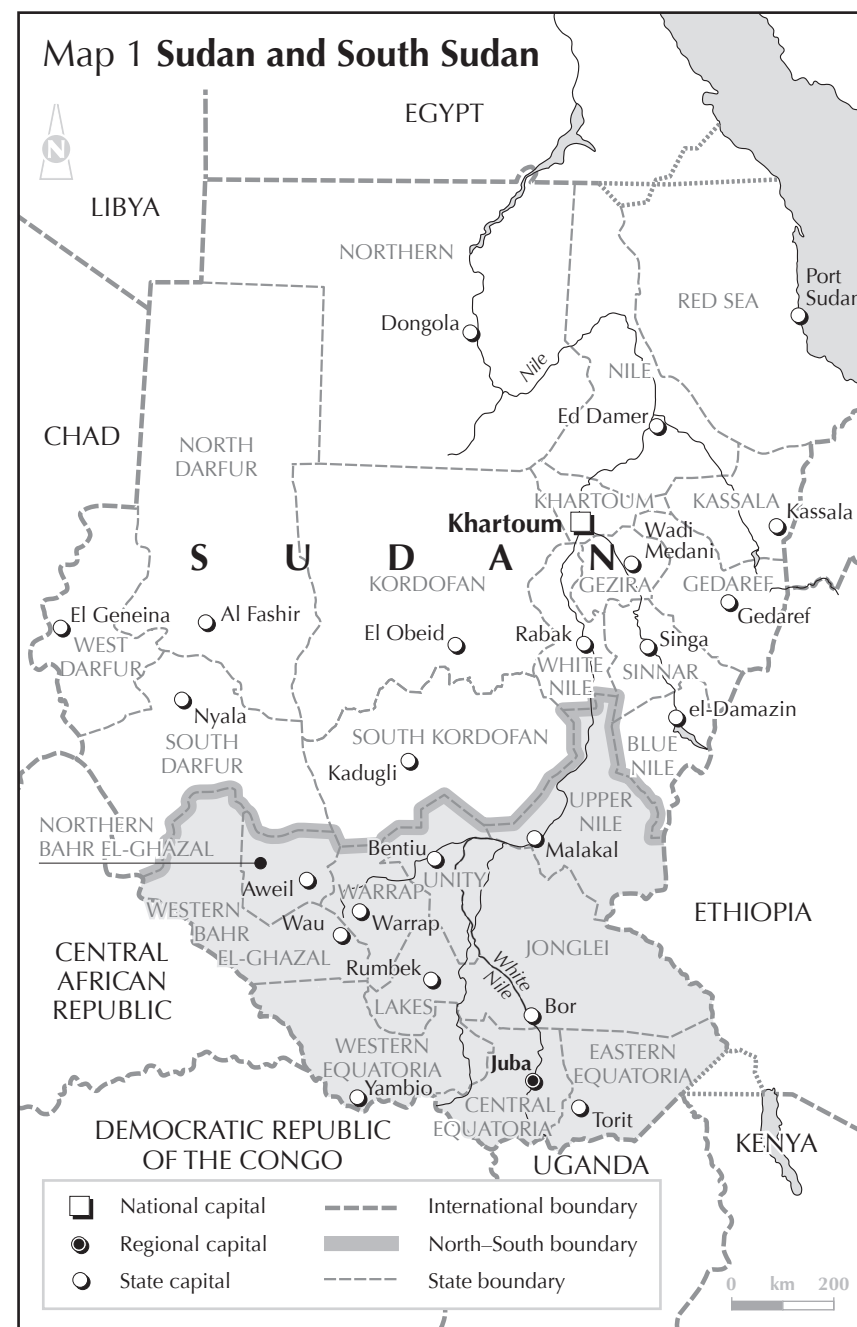 Map 1 Sudan and South Sudan
EGYPT
N
LIBYA
NORTHERN
RED SEA
Port
Sudan
Dongola
Nile
NILE
Ed Damer
CHAD
NORTH
DARFUR
KHARTOUM
KASSALA
Khartoum
Kassala
Wadi
Medani
SUDAN
KORDOFAN
GEZIRA
GEDAREF
Gedaref
El Geneina
Al Fashir
El Obeid
Rabak
Singa
WEST
DARFUR
WHITE
NILE
SINNAR
Nyala
el-Damazin
SOUTH
DARFUR
SOUTH KORDOFAN
BLUE
NILE
Kadugli
UPPER
NILE
NORTHERN
BAHR EL-GHAZAL
Bentiu
Malakal
Aweil
UNITY
WARRAP
WESTERN
BAHR
EL-GHAZAL
Wau
Warrap
ETHIOPIA
JONGLEI
CENTRAL
AFRICAN
REPUBLIC
Rumbek
White
Nile
LAKES
Bor
WESTERN
EQUATORIA
Juba
EASTERN
EQUATORIA
Yambio
CENTRAL
EQUATORIA
Torit
DEMOCRATIC REPUBLIC
OF THE CONGO
UGANDA
KENYA
National capital
International boundary
Regional capital
North–South boundary
State capital
State boundary
0 km 200